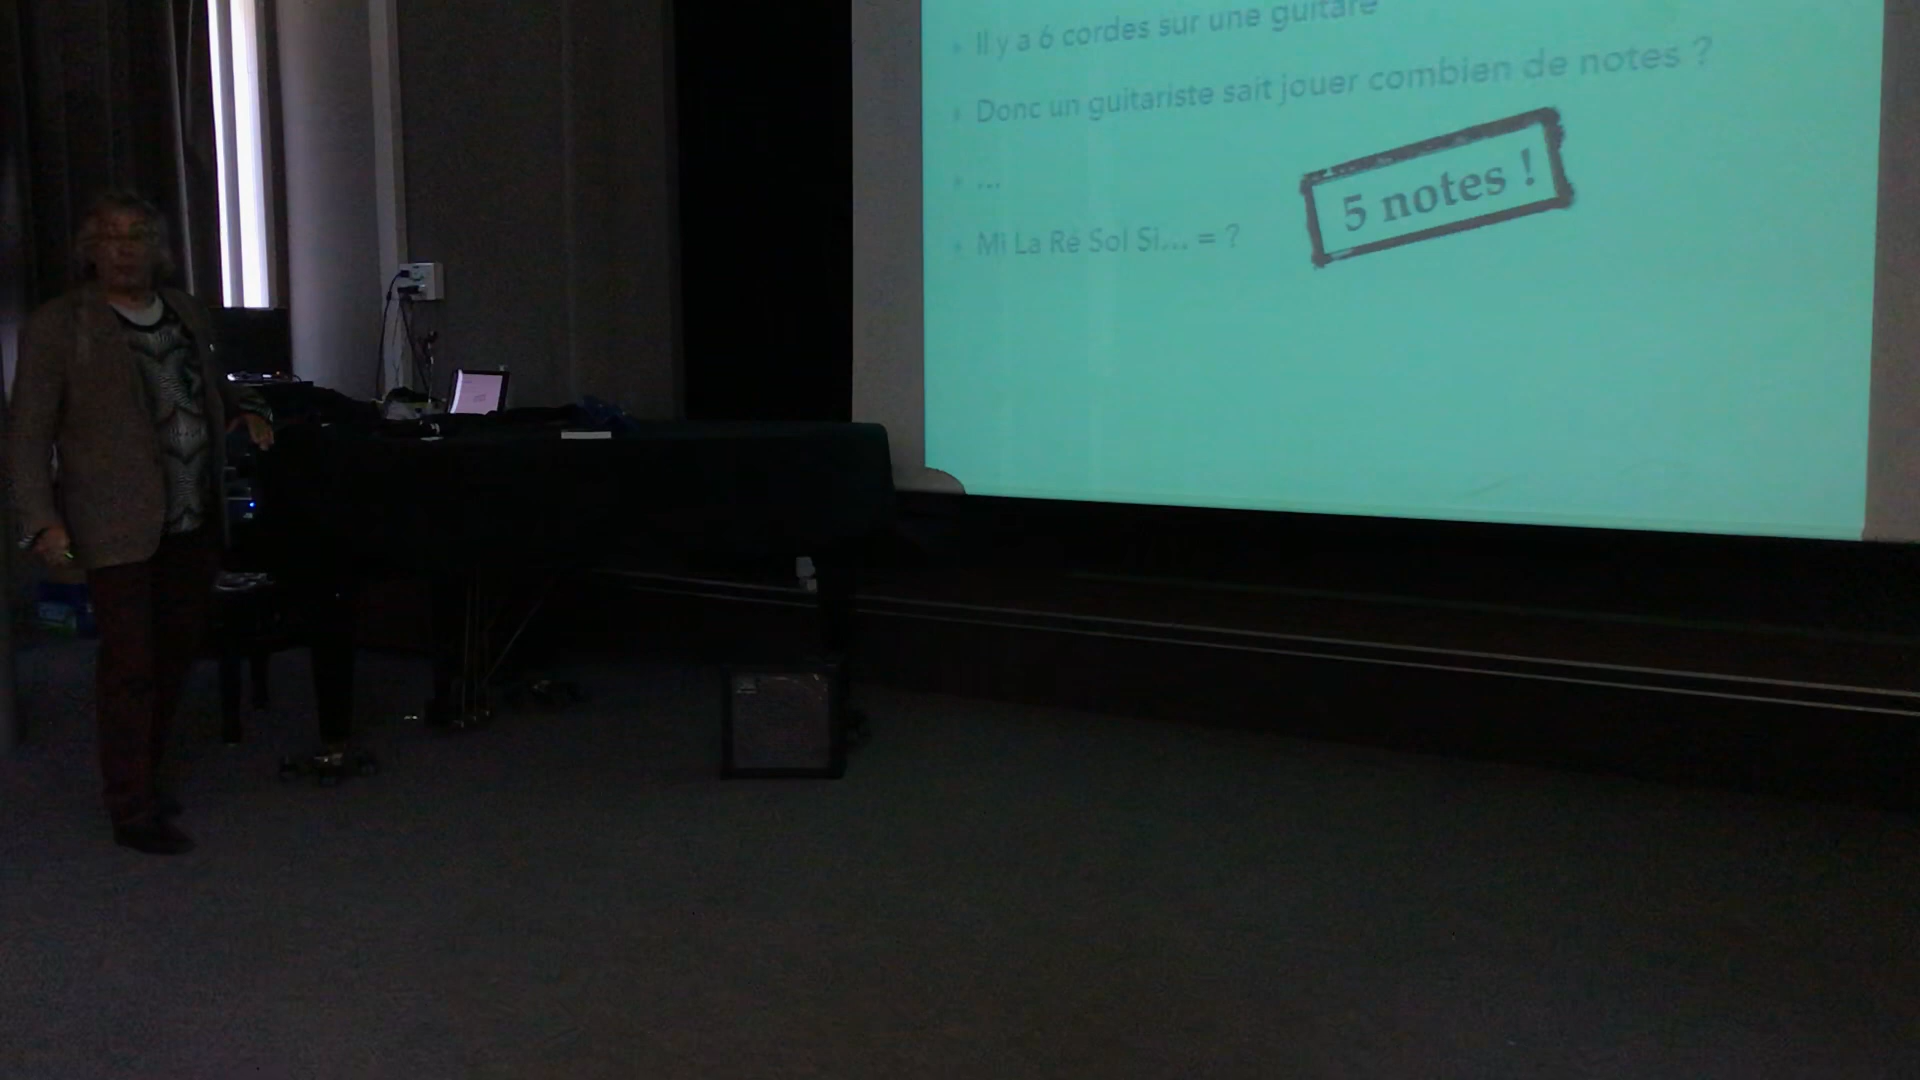 Il y a 6 cordes sur une guitare
Donc un guitariste sait jouer combien de notes ?
...
5 notes !
Mi La Ré Sol Si... = ?